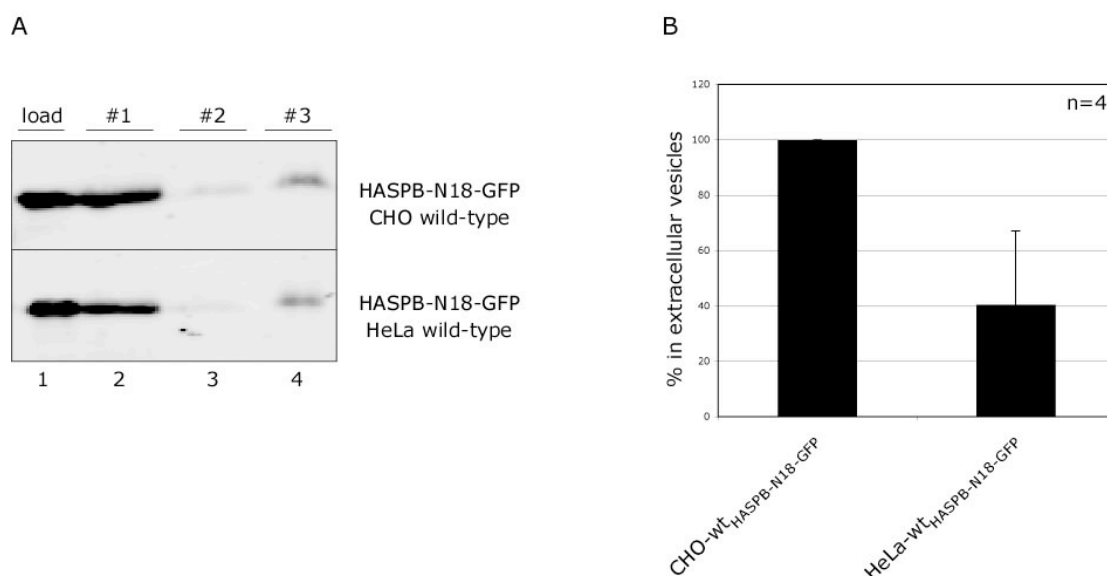 A
load #1 #2 #3
HASPB-N18-GFP
CHO wild-type
HASPB-N18-GFP
HeLa wild-type
1 2 3 4
B
n=4
% in extracellular vesicles
120
100
80
60
40
20
0
CHO-wtHASPB-N18-GFP
HeLa-wtHASPB-N18-GFP